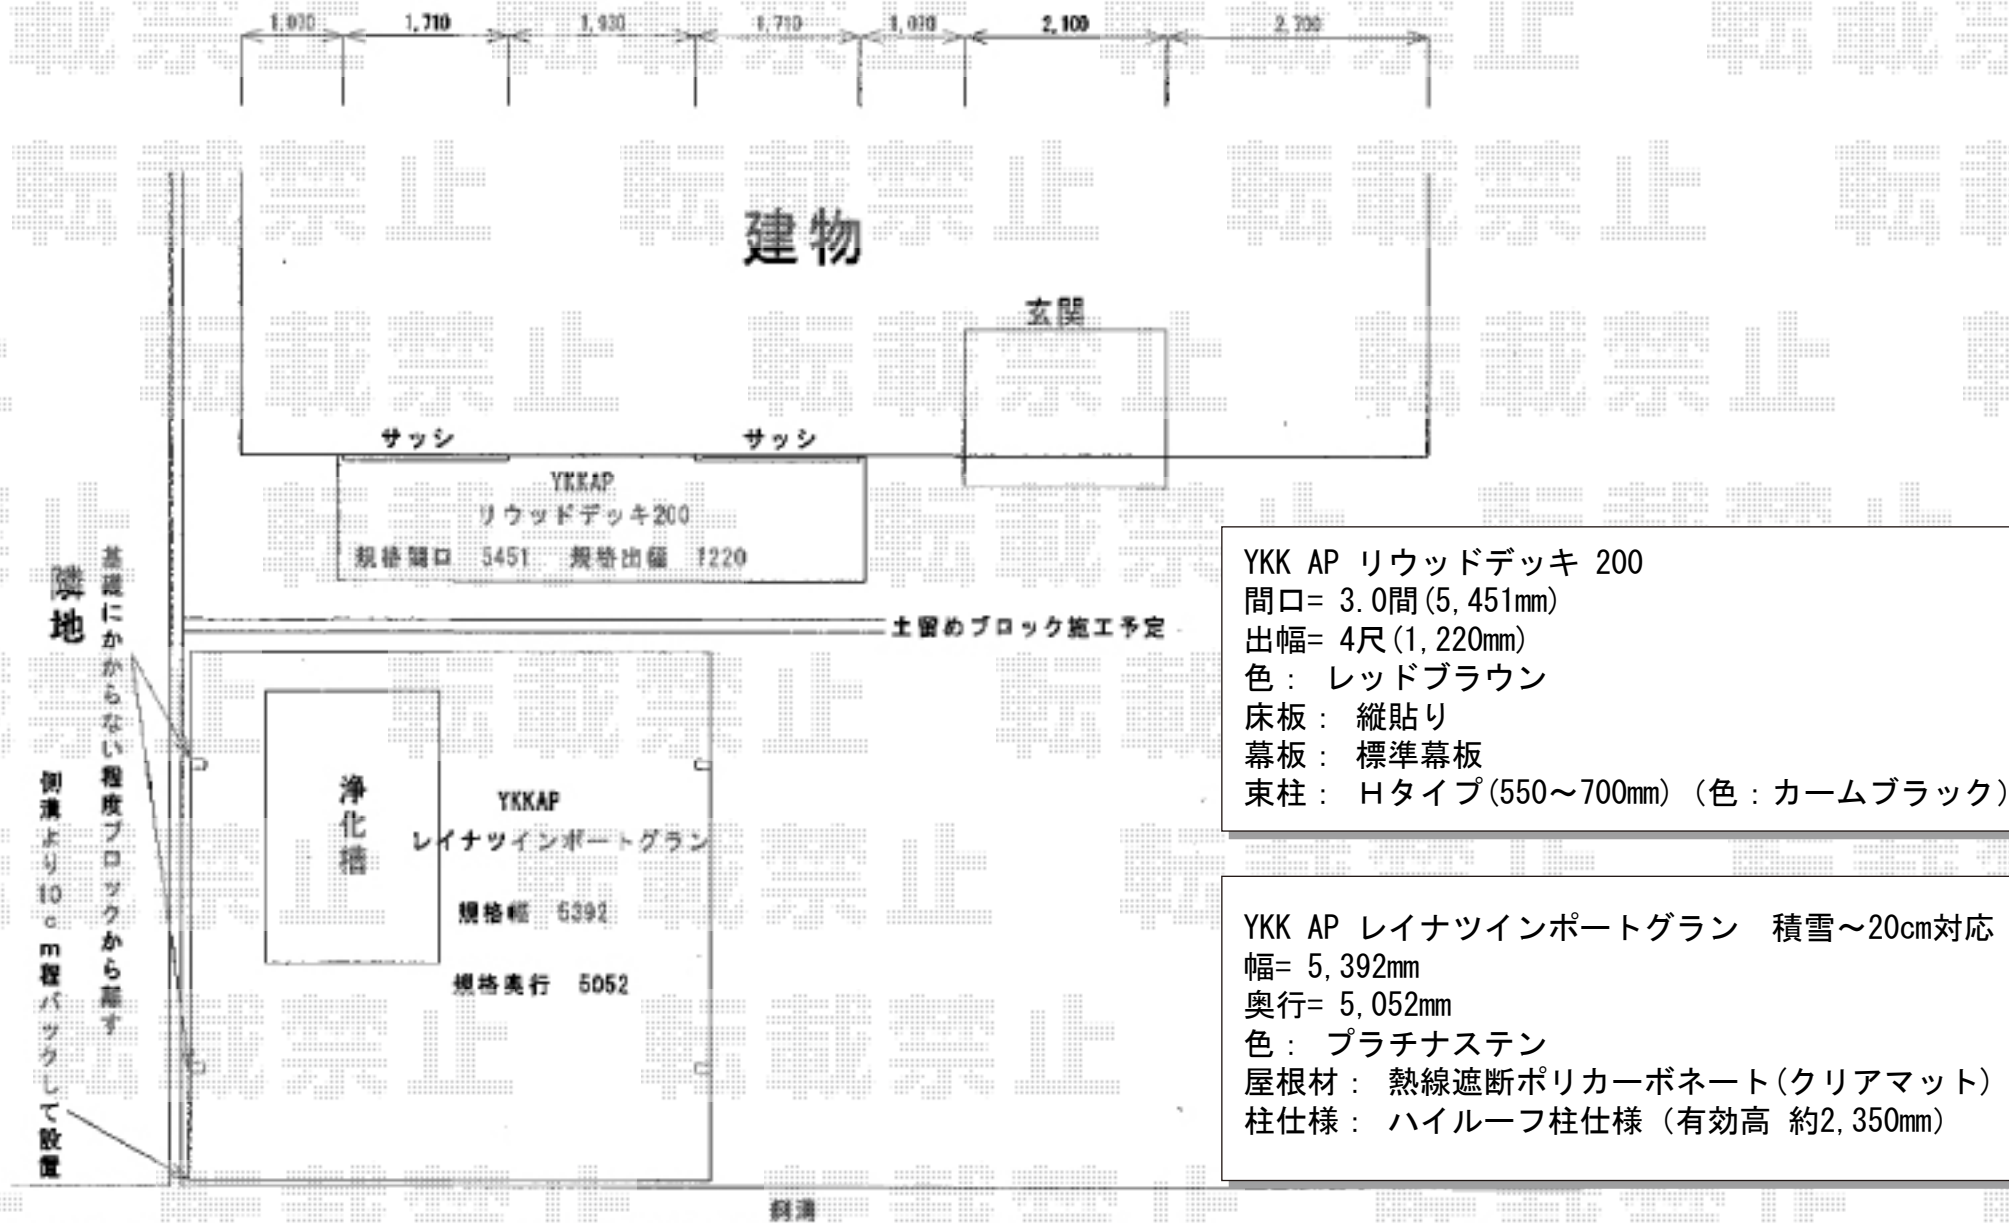 1,710
1,710
2,100
建物
玄関
サッシ
サッシ
YKKAP
リウッドデッキ200
規格間口 5451 規格出幅 1220
土留めブロック施工予定
隣地
基礎にかからない程度ブロックから離す
側溝より10cm程バックして設置
浄化槽
YKKAP
レイナツインポートグラン
規格幅 5392
規格奥行 5052
側溝
YKK AP リウッドデッキ 200
間口= 3.0間(5,451mm)
出幅= 4尺(1,220mm)
色： レッドブラウン
床板： 縦貼り
幕板： 標準幕板
束柱： Ｈタイプ(550～700mm)（色：カームブラック）
YKK AP レイナツインポートグラン 積雪～20cm対応
幅= 5,392mm
奥行= 5,052mm
色： プラチナステン
屋根材： 熱線遮断ポリカーボネート(クリアマット)
柱仕様： ハイルーフ柱仕様（有効高 約2,350mm）
転載禁止